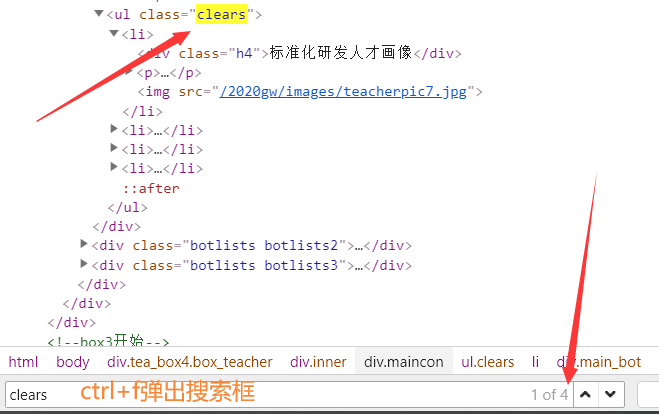 ▼<ul class="clears">
▼<li>
<div class="h4">标准化研发人才画像</div>
▶<p>…</p>
<img src="/2020gw/images/teacherpic7.jpg">
</li>
▶<li>…</li>
▶<li>…</li>
▶<li>…</li>
::after
</ul>
</div>
▶<div class="botlists botlists2">…</div>
▶<div class="botlists botlists3">…</div>
</div>
</div>
</div>
<!--box3开始-->
html body div.tea_box4.box_teacher div.inner div.maincon ul.clears li div.main_bot
clears ctrl+f弹出搜索框 1 of 4